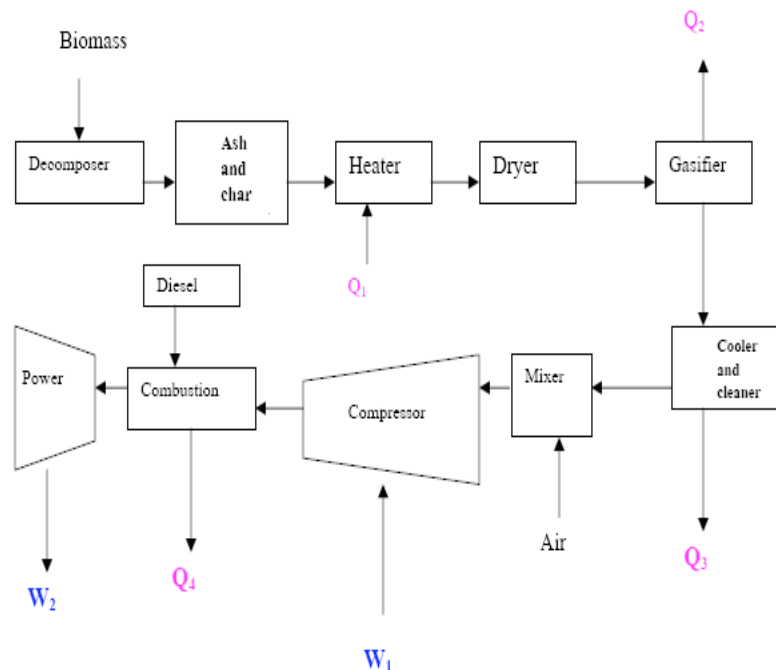 Biomass
Q2
Decomposer
Ash
and
char
Heater
Dryer
Gasifier
Q1
Diesel
Power
Combustion
Compressor
Mixer
Cooler
and
cleaner
Air
W2
Q4
Q3
W1